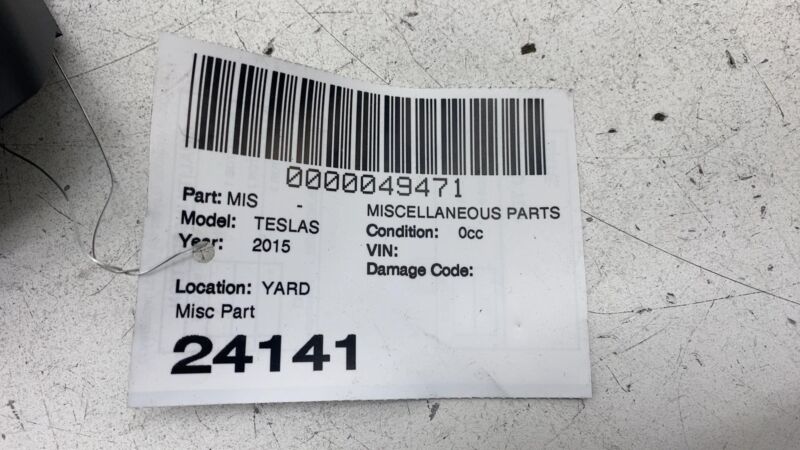 0000049471
Part: MIS - MISCELLANEOUS PARTS
Model: TESLAS Condition: 0cc
Year: 2015 VIN:
Damage Code:
Location: YARD
Misc Part
24141